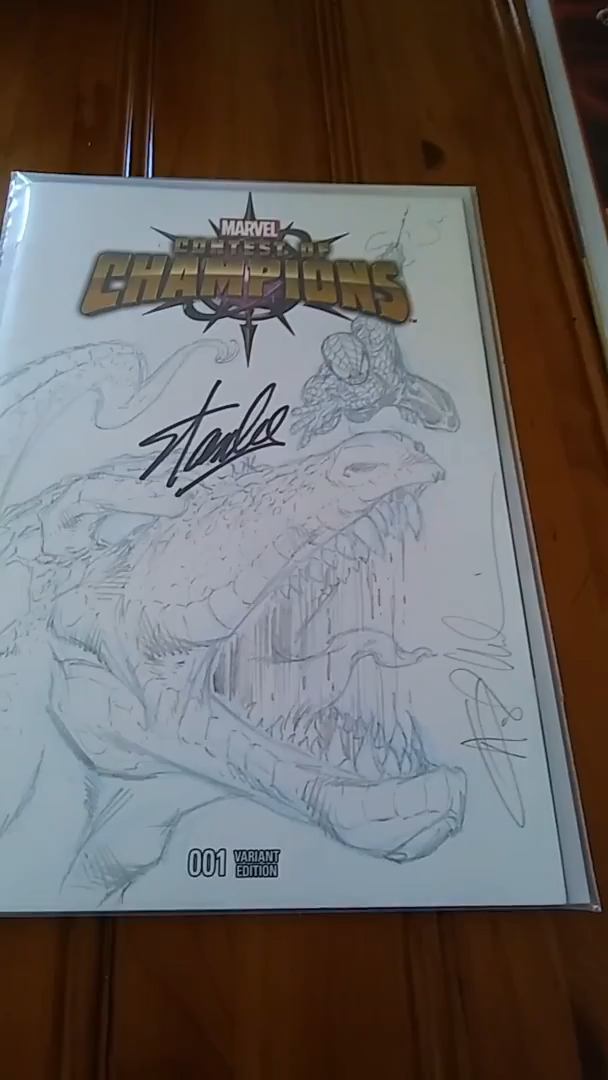 MARVEL
CONTEST OF
CHAMPIONS
Stan Lee
001 VARIANT
EDITION